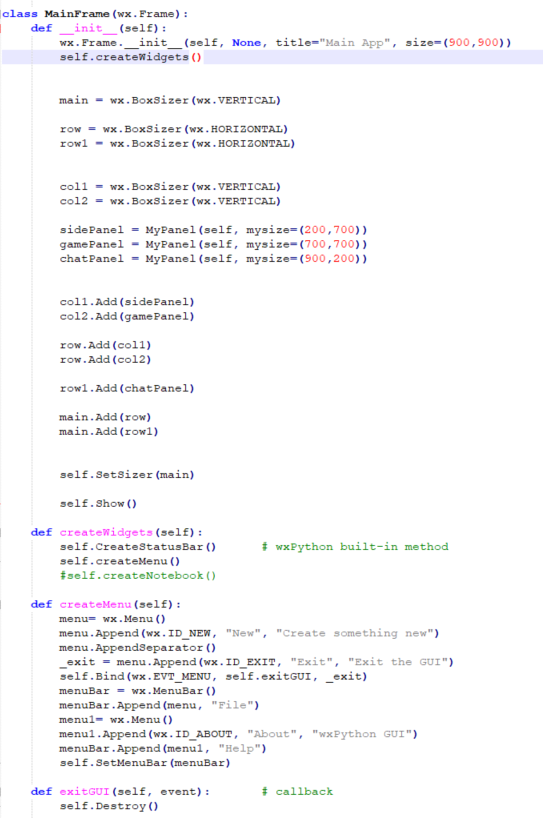 class MainFrame(wx.Frame):
    def __init__(self):
        wx.Frame.__init__(self, None, title="Main App", size=(900,900))
        self.createWidgets()
        main = wx.BoxSizer(wx.VERTICAL)
        row = wx.BoxSizer(wx.HORIZONTAL)
        row1 = wx.BoxSizer(wx.HORIZONTAL)
        col1 = wx.BoxSizer(wx.VERTICAL)
        col2 = wx.BoxSizer(wx.VERTICAL)
        sidePanel = MyPanel(self, mysize=(200,700))
        gamePanel = MyPanel(self, mysize=(700,700))
        chatPanel = MyPanel(self, mysize=(900,200))
        col1.Add(sidePanel)
        col2.Add(gamePanel)
        row.Add(col1)
        row.Add(col2)
        row1.Add(chatPanel)
        main.Add(row)
        main.Add(row1)
        self.SetSizer(main)
        self.Show()
    def createWidgets(self):
        self.CreateStatusBar()      # wxPython built-in method
        self.createMenu()
        #self.createNotebook()
    def createMenu(self):
        menu= wx.Menu()
        menu.Append(wx.ID_NEW, "New", "Create something new")
        menu.AppendSeparator()
        _exit = menu.Append(wx.ID_EXIT, "Exit", "Exit the GUI")
        self.Bind(wx.EVT_MENU, self.exitGUI, _exit)
        menuBar = wx.MenuBar()
        menuBar.Append(menu, "File")
        menu1= wx.Menu()
        menu1.Append(wx.ID_ABOUT, "About", "wxPython GUI")
        menuBar.Append(menu1, "Help")
        self.SetMenuBar(menuBar)
    def exitGUI(self, event):       # callback
        self.Destroy()